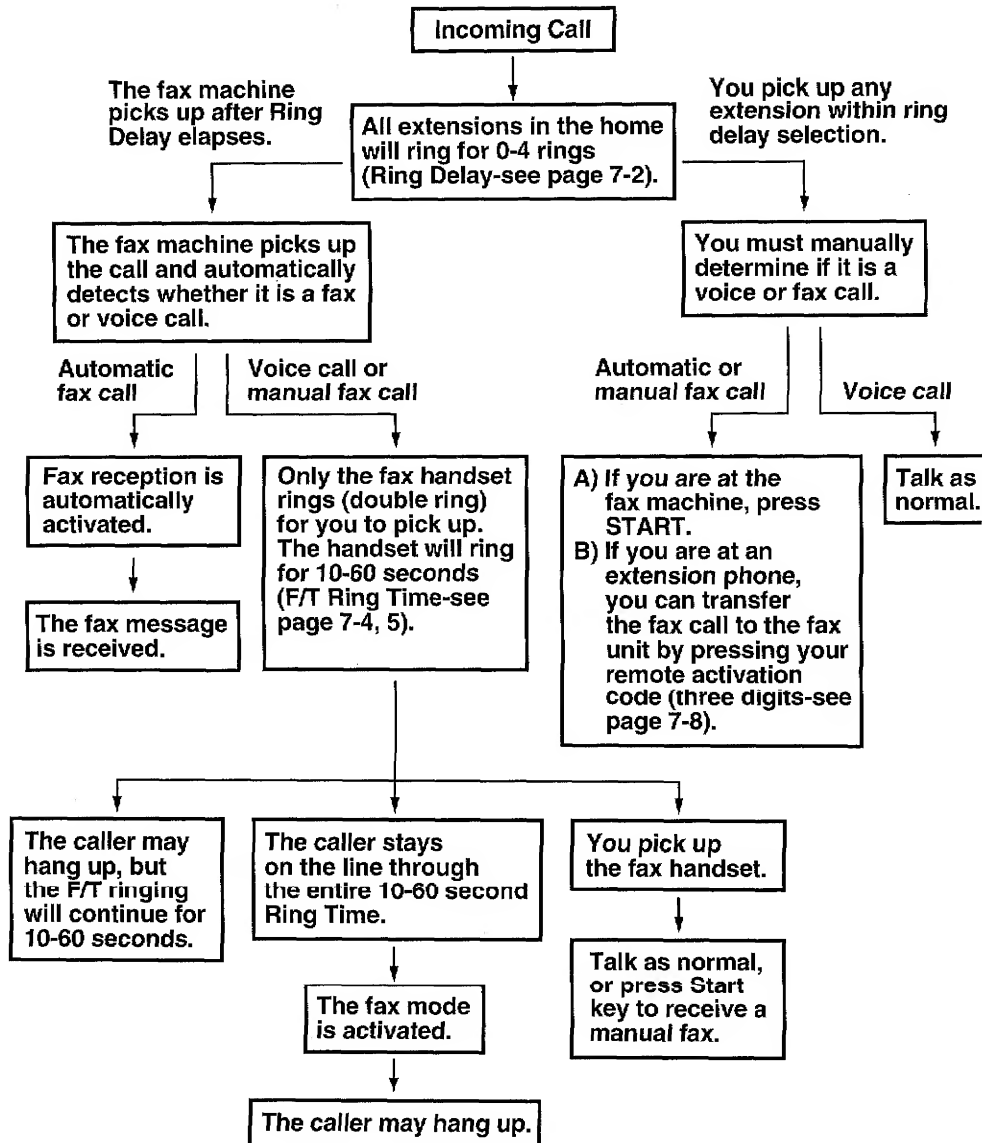 Incoming Call
The fax machine
picks up after Ring
Delay elapses.
You pick up any
extension within ring
delay selection.
All extensions in the home
will ring for 0-4 rings
(Ring Delay-see page 7-2).
The fax machine picks up
the call and automatically
detects whether it is a fax
or voice call.
You must manually
determine if it is a
voice or fax call.
Automatic
fax call
Voice call or
manual fax call
Automatic or
manual fax call
Voice call
Fax reception is
automatically
activated.
Only the fax handset
rings (double ring)
for you to pick up.
The handset will ring
for 10-60 seconds
(F/T Ring Time-see
page 7-4, 5).
A) If you are at the
fax machine, press
START.
B) If you are at an
extension phone,
you can transfer
the fax call to the fax
unit by pressing your
remote activation
code (three digits-see
page 7-8).
Talk as
normal.
The fax message
is received.
The caller may
hang up, but
the F/T ringing
will continue for
10-60 seconds.
The caller stays
on the line through
the entire 10-60 second
Ring Time.
You pick up
the fax handset.
Talk as normal,
or press Start
key to receive a
manual fax.
The fax mode
is activated.
The caller may hang up.